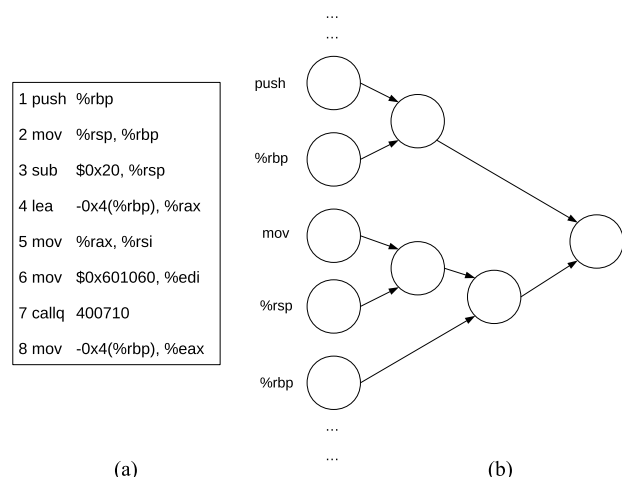 1 push %rbp
2 mov %rsp, %rbp
3 sub $0x20, %rsp
4 lea -0x4(%rbp), %rax
5 mov %rax, %rsi
6 mov $0x601060, %edi
7 callq 400710
8 mov -0x4(%rbp), %eax
(a)
...
...
push
%rbp
mov
%rsp
%rbp
...
...
(b)